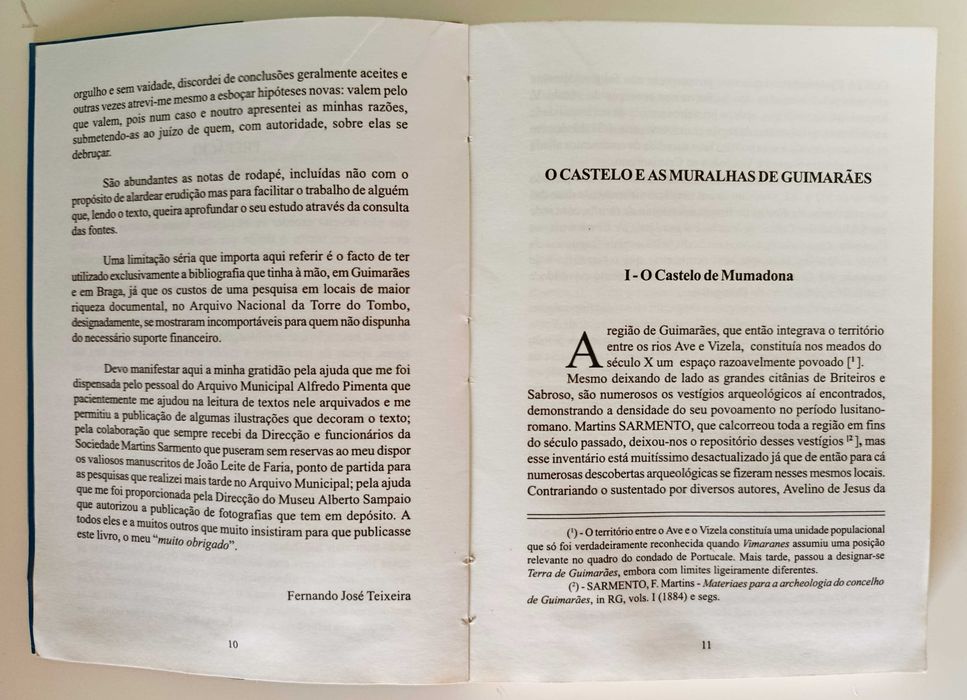 orgulho e sem vaidade, discordei de conclusões geralmente aceites e
outras vezes atrevi-me mesmo a esboçar hipóteses novas: valem pelo
que valem, pois num caso e noutro apresentei as minhas razões,
submetendo-as ao juízo de quem, com autoridade, sobre elas se
debruçar.
São abundantes as notas de rodapé, incluídas não com o
propósito de alardear erudição mas para facilitar o trabalho de alguém
que, lendo o texto, queira aprofundar o seu estudo através da consulta
das fontes.
Uma limitação séria que importa aqui referir é o facto de ter
utilizado exclusivamente a bibliografia que tinha à mão, em Guimarães
e em Braga, já que os custos de uma pesquisa em locais de maior
riqueza documental, no Arquivo Nacional da Torre do Tombo,
designadamente, se mostraram incomportáveis para quem não dispunha
do necessário suporte financeiro.
Devo manifestar aqui a minha gratidão pela ajuda que me foi
dispensada pelo pessoal do Arquivo Municipal Alfredo Pimenta que
pacientemente me ajudou na leitura de textos nele arquivados e me
permitiu a publicação de algumas ilustrações que decoram o texto;
pela colaboração que sempre recebi da Direcção e funcionários da
Sociedade Martins Sarmento que puseram sem reservas ao meu dispor
os valiosos manuscritos de João Leite de Faria, ponto de partida para
as pesquisas que realizei mais tarde no Arquivo Municipal; pela ajuda
que me foi proporcionada pela Direcção do Museu Alberto Sampaio
que autorizou a publicação de fotografias que tem em depósito. A
todos eles e a muitos outros que muito insistiram para que publicasse
este livro, o meu "muito obrigado".
Fernando José Teixeira
10
O CASTELO E AS MURALHAS DE GUIMARÃES
I - O Castelo de Mumadona
A região de Guimarães, que então integrava o território
entre os rios Ave e Vizela, constituía nos meados do
século X um espaço razoavelmente povoado [¹].
Mesmo deixando de lado as grandes citânias de Briteiros e
Sabroso, são numerosos os vestígios arqueológicos aí encontrados,
demonstrando a densidade do seu povoamento no período lusitano-
romano. Martins SARMENTO, que calcorreou toda a região em fins
do século passado, deixou-nos o repositório desses vestígios [²], mas
esse inventário está muitíssimo desactualizado já que de então para cá
numerosas descobertas arqueológicas se fizeram nesses mesmos locais.
Contrariando o sustentado por diversos autores, Avelino de Jesus da
(¹) - O território entre o Ave e o Vizela constituía uma unidade populacional
que só foi verdadeiramente reconhecida quando Vimaranes assumiu uma posição
relevante no quadro do condado de Portucale. Mais tarde, passou a designar-se
Terra de Guimarães, embora com limites ligeiramente diferentes.
(²) - SARMENTO, F. Martins - Materiaes para a archeologia do concelho
de Guimarães, in RG, vols. I (1884) e segs.
11